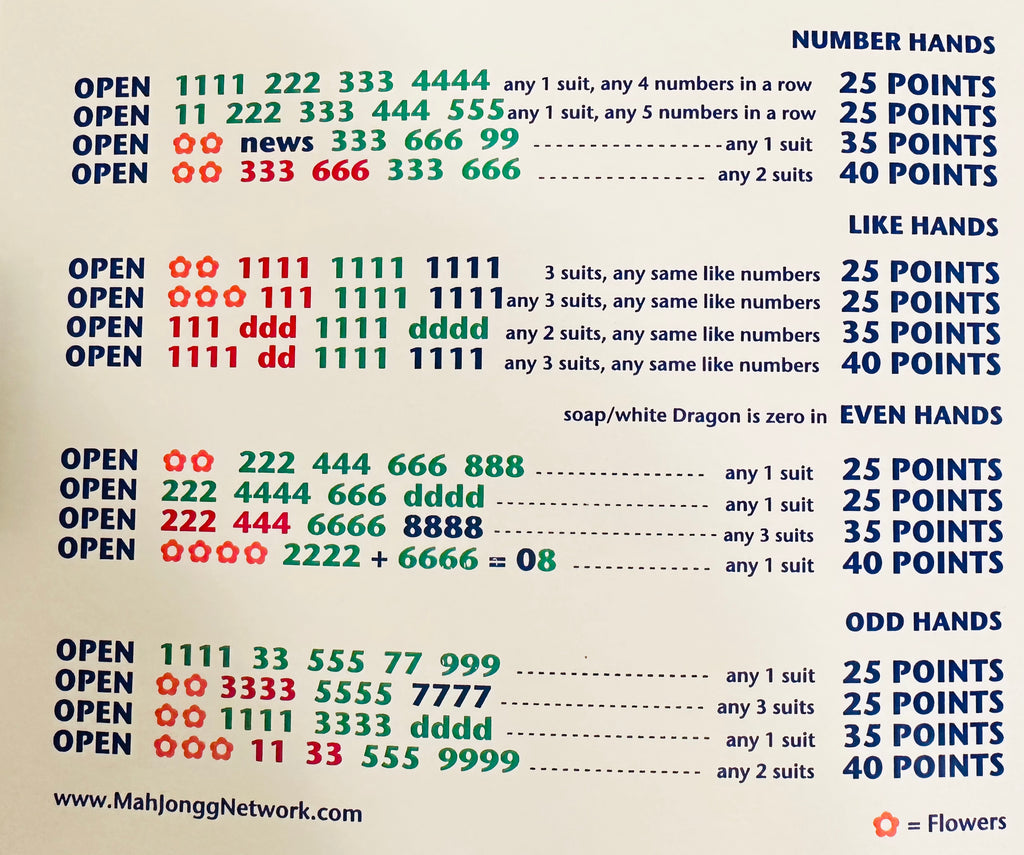 NUMBER HANDS
OPEN 1111 222 333 4444 any 1 suit, any 4 numbers in a row 25 POINTS
OPEN 11 222 333 444 555 any 1 suit, any 5 numbers in a row 25 POINTS
OPEN news 333 666 99 any 1 suit 35 POINTS
OPEN 333 666 333 666 any 2 suits 40 POINTS
LIKE HANDS
OPEN 1111 1111 1111 3 suits, any same like numbers 25 POINTS
OPEN 111 1111 1111 any 3 suits, any same like numbers 25 POINTS
OPEN 111 ddd 1111 dddd any 2 suits, any same like numbers 35 POINTS
OPEN 1111 dd 1111 1111 any 3 suits, any same like numbers 40 POINTS
soap/white Dragon is zero in EVEN HANDS
OPEN 222 444 666 888 any 1 suit 25 POINTS
OPEN 222 4444 666 dddd any 1 suit 25 POINTS
OPEN 222 444 6666 8888 any 3 suits 35 POINTS
OPEN 2222 + 6666 = 08 any 1 suit 40 POINTS
ODD HANDS
OPEN 1111 33 555 77 999 any 1 suit 25 POINTS
OPEN 3333 5555 7777 any 3 suits 25 POINTS
OPEN 1111 3333 dddd any 1 suit 35 POINTS
OPEN 11 33 555 9999 any 2 suits 40 POINTS
www.MahJonggNetwork.com
= Flowers